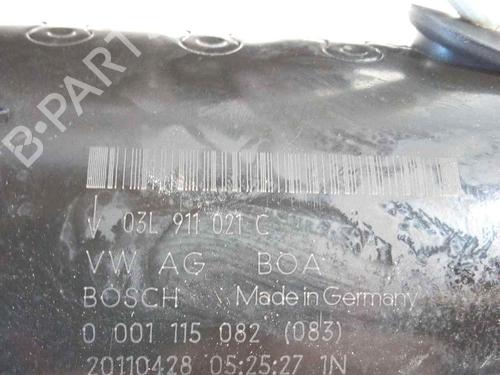 B-PARTS
03L 911 021 C
VW AG BOA
BOSCH Made in Germany
0 001 115 082 (083)
20110428 05:25:27 1N